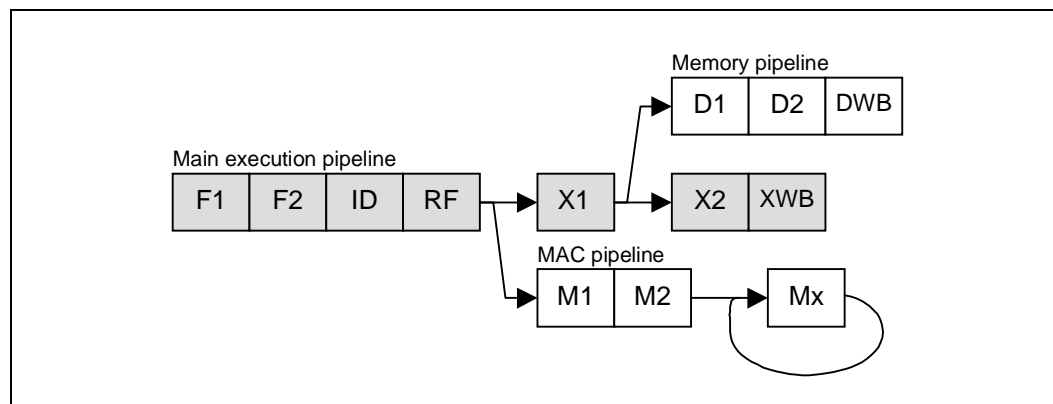 Memory pipeline
D1 D2 DWB
Main execution pipeline
F1 F2 ID RF X1 X2 XWB
MAC pipeline
M1 M2 Mx